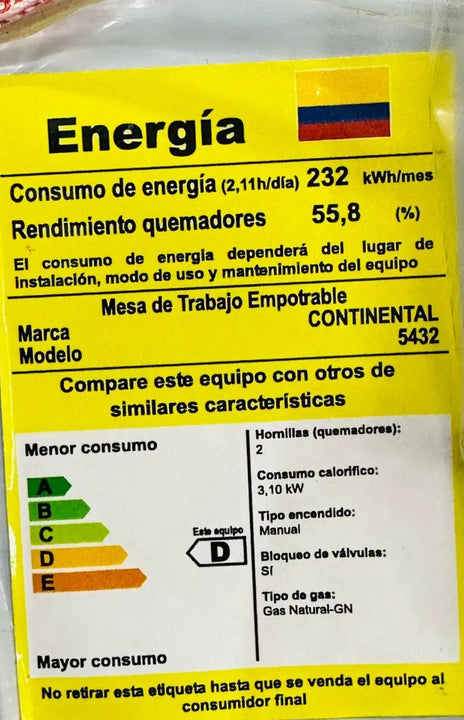 Energía
Consumo de energía (2,11h/día) 232 kWh/mes
Rendimiento quemadores 55,8 (%)
El consumo de energia dependerá del lugar de
instalación, modo de uso y mantenimiento del equipo
Mesa de Trabajo Empotrable
Marca CONTINENTAL
Modelo 5432
Compare este equipo con otros de
similares características
Menor consumo
A
B
C
D
E
Este equipo
D
Mayor consumo
Hornillas (quemadores):
2
Consumo calorífico:
3,10 kW
Tipo encendido:
Manual
Bloqueo de válvulas:
Sí
Tipo de gas:
Gas Natural-GN
No retirar esta etiqueta hasta que se venda el equipo al
consumidor final